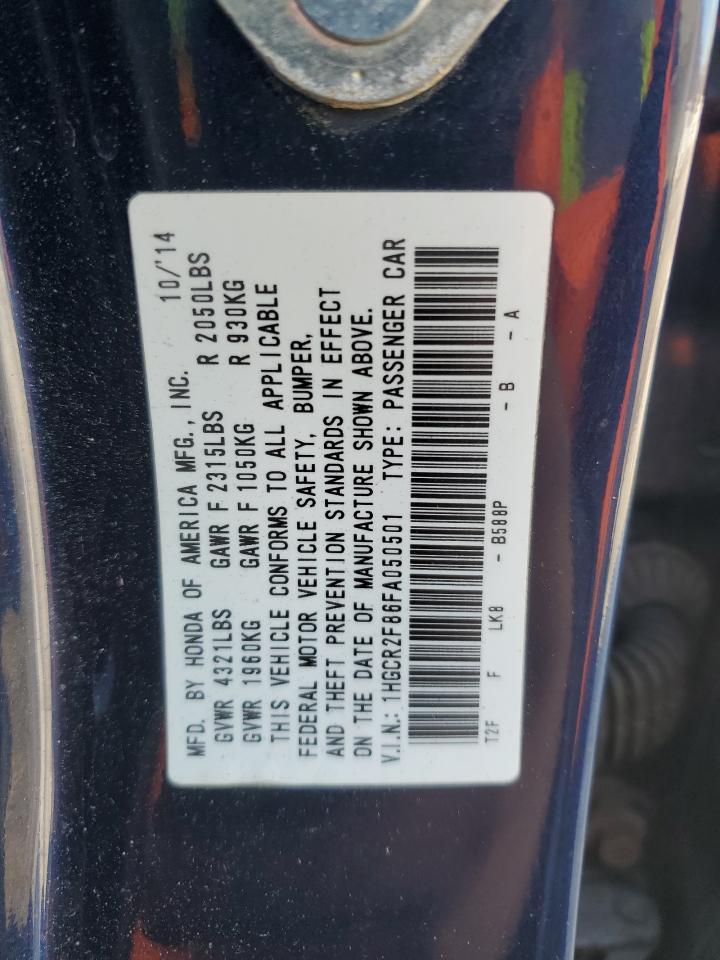 MFD. BY HONDA OF AMERICA MFG., INC. 10/'14
GVWR 4321LBS GAWR F 2315LBS R 2050LBS
GVWR 1960KG GAWR F 1050KG R 930KG
THIS VEHICLE CONFORMS TO ALL APPLICABLE
FEDERAL MOTOR VEHICLE SAFETY, BUMPER,
AND THEFT PREVENTION STANDARDS IN EFFECT
ON THE DATE OF MANUFACTURE SHOWN ABOVE.
V.I.N.: 1HGCR2F86FA050501 TYPE: PASSENGER CAR
T2F F LK8 - B588P - B - A